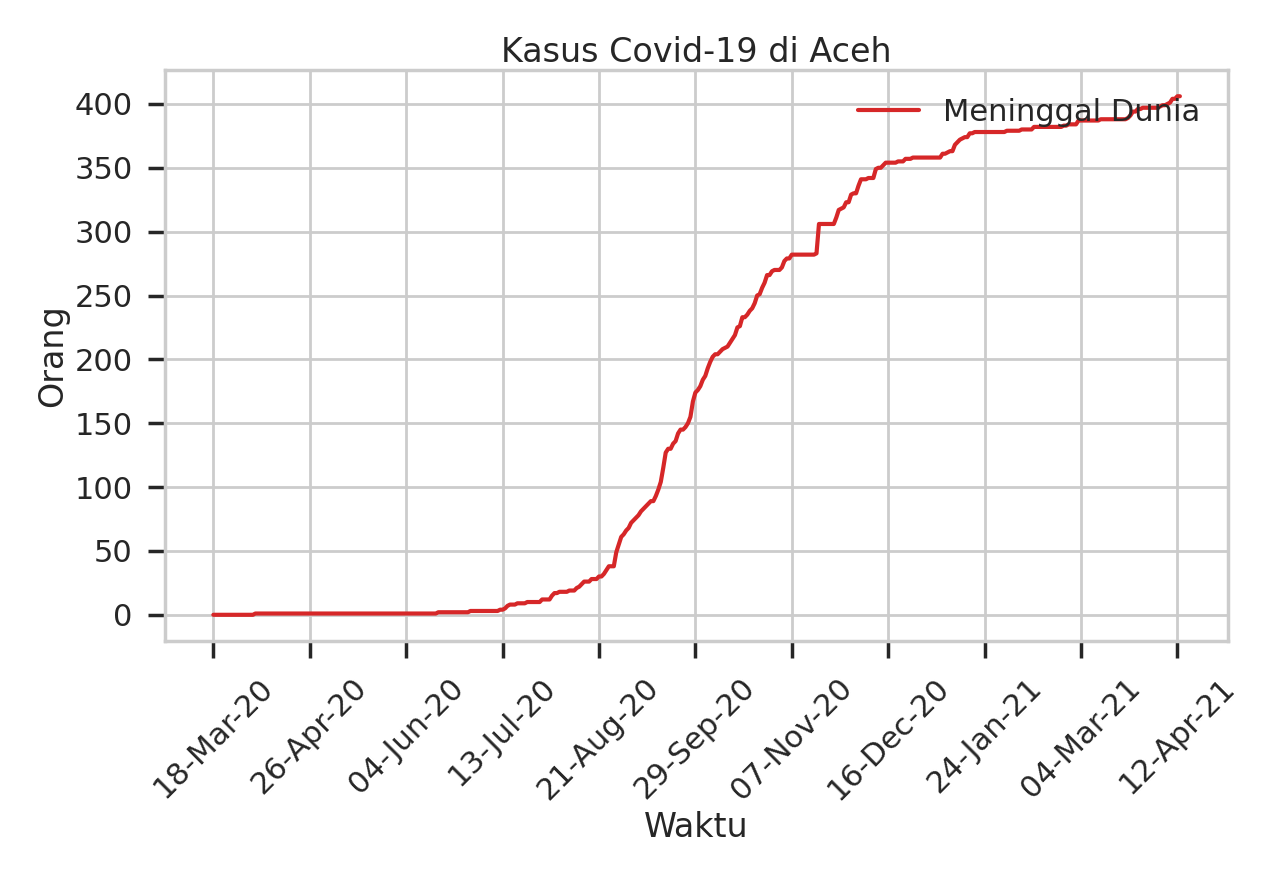 Kasus Covid-19 di Aceh
Meninggal Dunia
Orang
400
350
300
250
200
150
100
50
0
18-Mar-20
26-Apr-20
04-Jun-20
13-Jul-20
21-Aug-20
29-Sep-20
07-Nov-20
16-Dec-20
24-Jan-21
04-Mar-21
12-Apr-21
Waktu